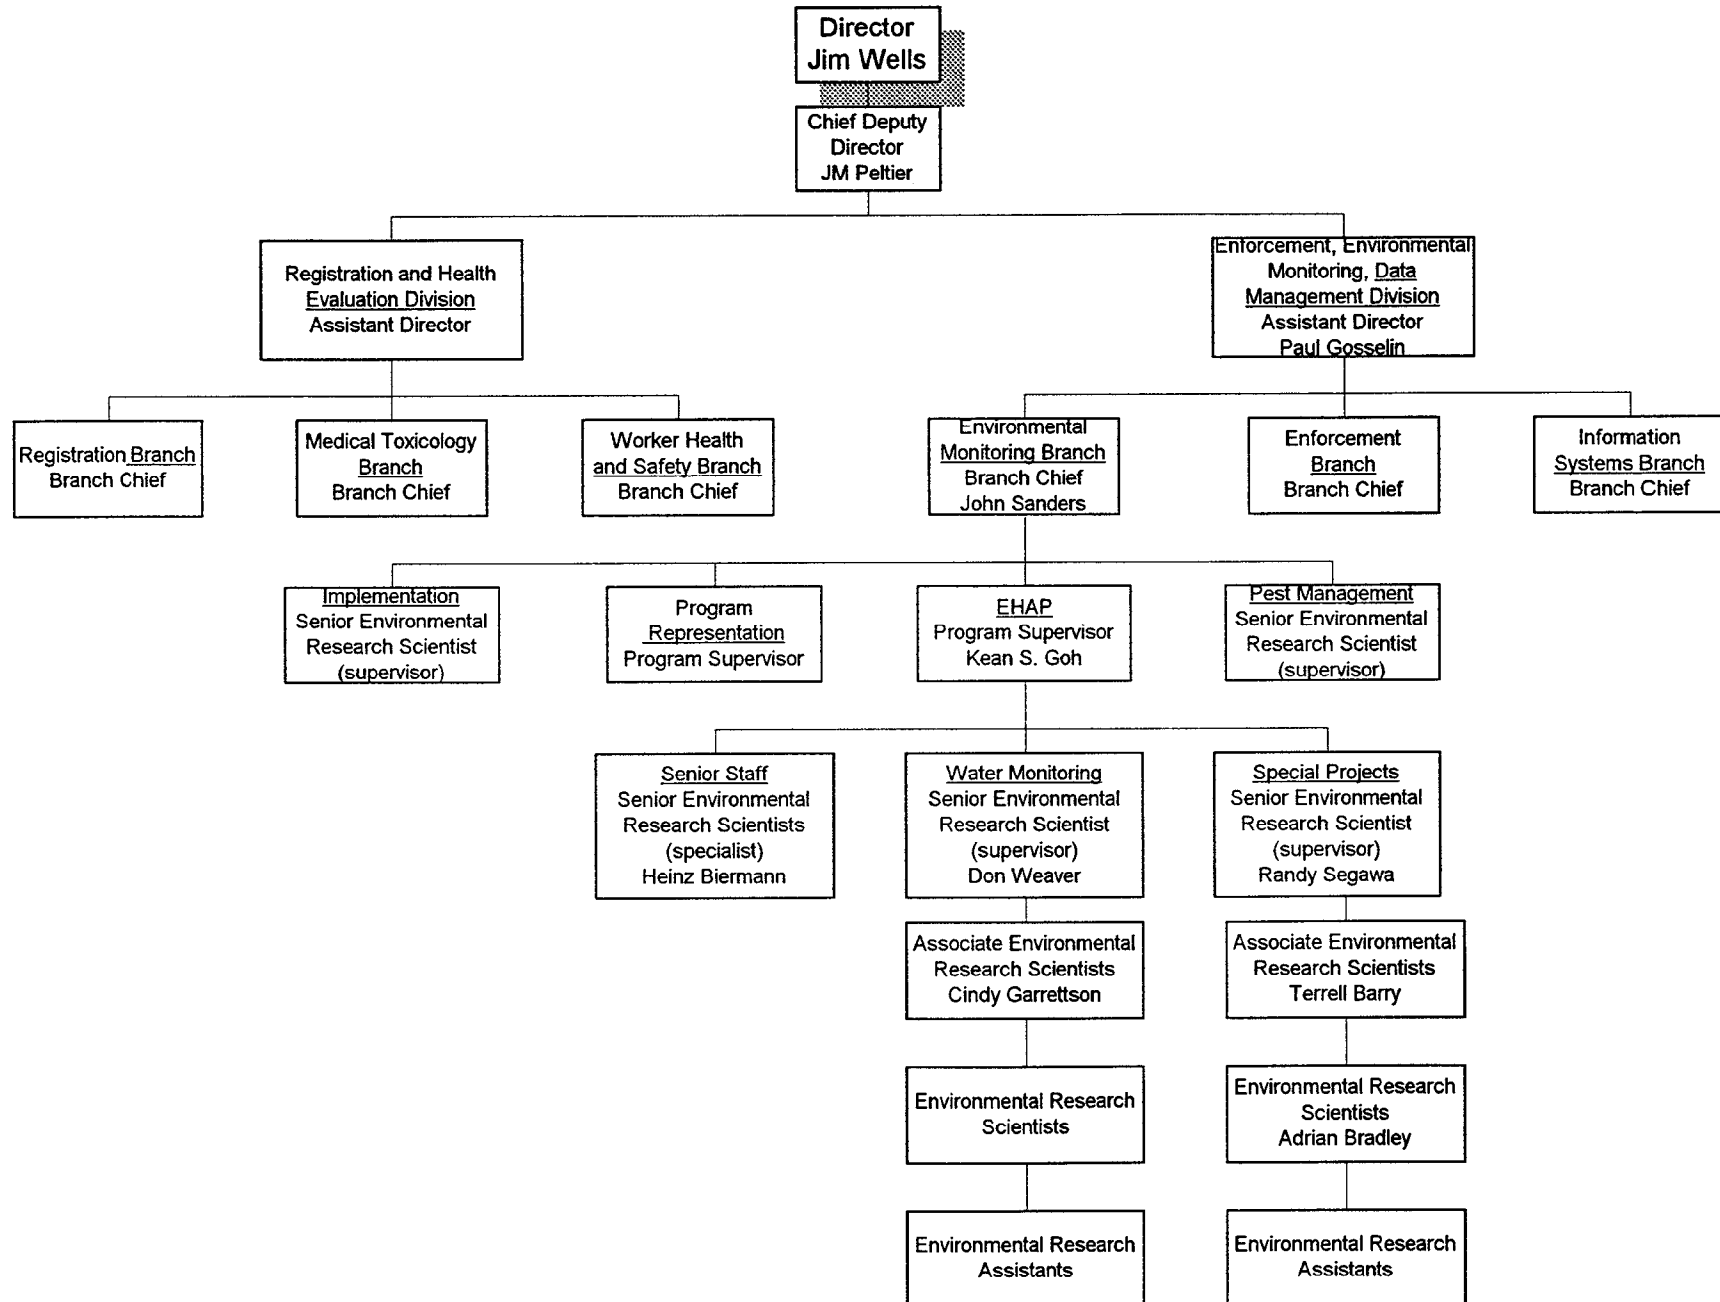 Director
Jim Wells
Chief Deputy
Director
JM Peltier
Registration and Health
Evaluation Division
Assistant Director
Enforcement, Environmental
Monitoring, Data
Management Division
Assistant Director
Paul Gosselin
Registration Branch
Branch Chief
Medical Toxicology
Branch
Branch Chief
Worker Health
and Safety Branch
Branch Chief
Environmental
Monitoring Branch
Branch Chief
John Sanders
Enforcement
Branch
Branch Chief
Information
Systems Branch
Branch Chief
Implementation
Senior Environmental
Research Scientist
(supervisor)
Program
Representation
Program Supervisor
EHAP
Program Supervisor
Kean S. Goh
Pest Management
Senior Environmental
Research Scientist
(supervisor)
Senior Staff
Senior Environmental
Research Scientists
(specialist)
Heinz Biermann
Water Monitoring
Senior Environmental
Research Scientist
(supervisor)
Don Weaver
Special Projects
Senior Environmental
Research Scientist
(supervisor)
Randy Segawa
Associate Environmental
Research Scientists
Cindy Garrettson
Associate Environmental
Research Scientists
Terrell Barry
Environmental Research
Scientists
Environmental Research
Scientists
Adrian Bradley
Environmental Research
Assistants
Environmental Research
Assistants